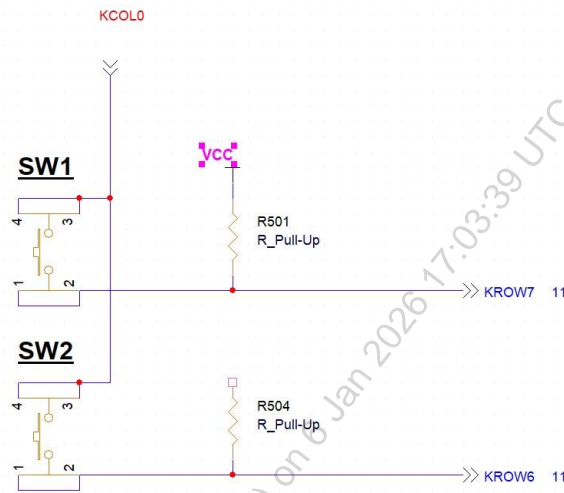 KCOL0
VCC
SW1
4
3
R501
R_Pull-Up
1
2
KROW7 11
SW2
4
3
R504
R_Pull-Up
1
2
KROW6 11
) on 6 Jan 2026 17:03:39 UTC